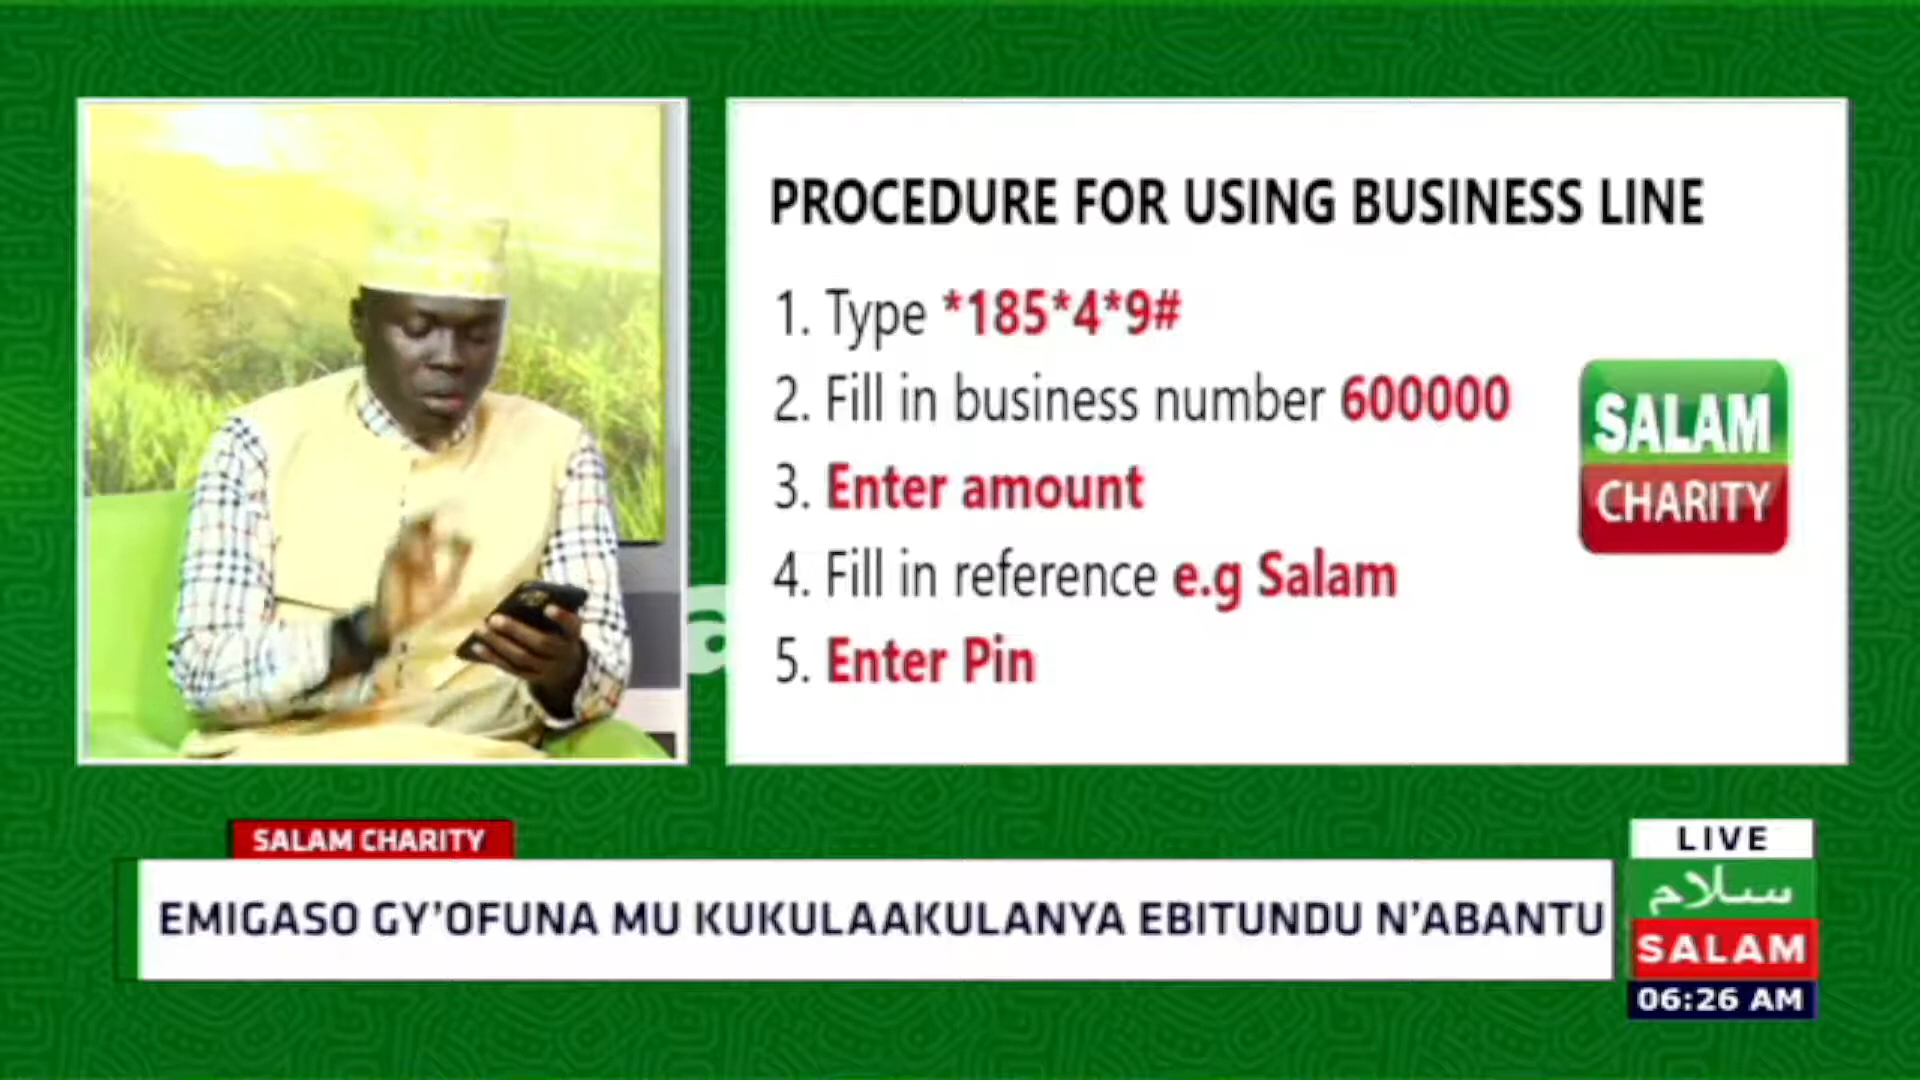 PROCEDURE FOR USING BUSINESS LINE
1. Type *185*4*9#
2. Fill in business number 600000
3. Enter amount
4. Fill in reference e.g Salam
5. Enter Pin
SALAM
CHARITY
a
SALAM CHARITY
EMIGASO GY'OFUNA MU KUKULAAKULANYA EBITUNDU N'ABANTU
LIVE
سلام
SALAM
06:26 AM